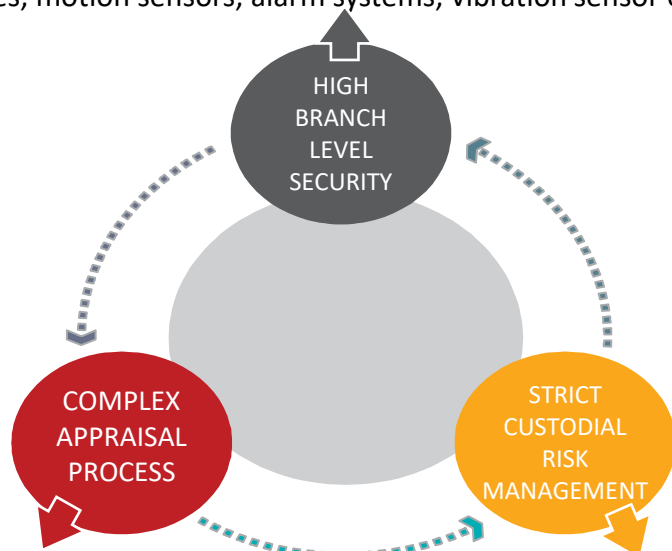 motion sensors, alarm systems, vibration sensor
HIGH
BRANCH
LEVEL
SECURITY
COMPLEX
APPRAISAL
PROCESS
STRICT
CUSTODIAL
RISK
MANAGEMENT